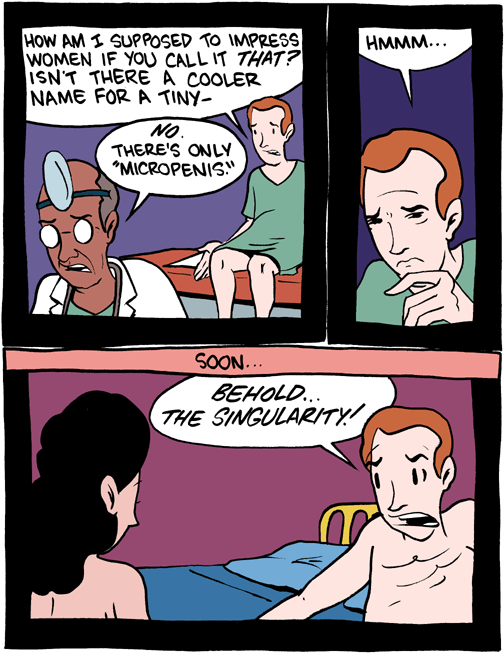 HOW AM I SUPPOSED TO IMPRESS
WOMEN IF YOU CALL IT THAT?
ISN'T THERE A COOLER
NAME FOR A TINY-
NO.
THERE'S ONLY
"MICROPENIS."
HMMM...
SOON...
BEHOLD...
THE SINGULARITY!